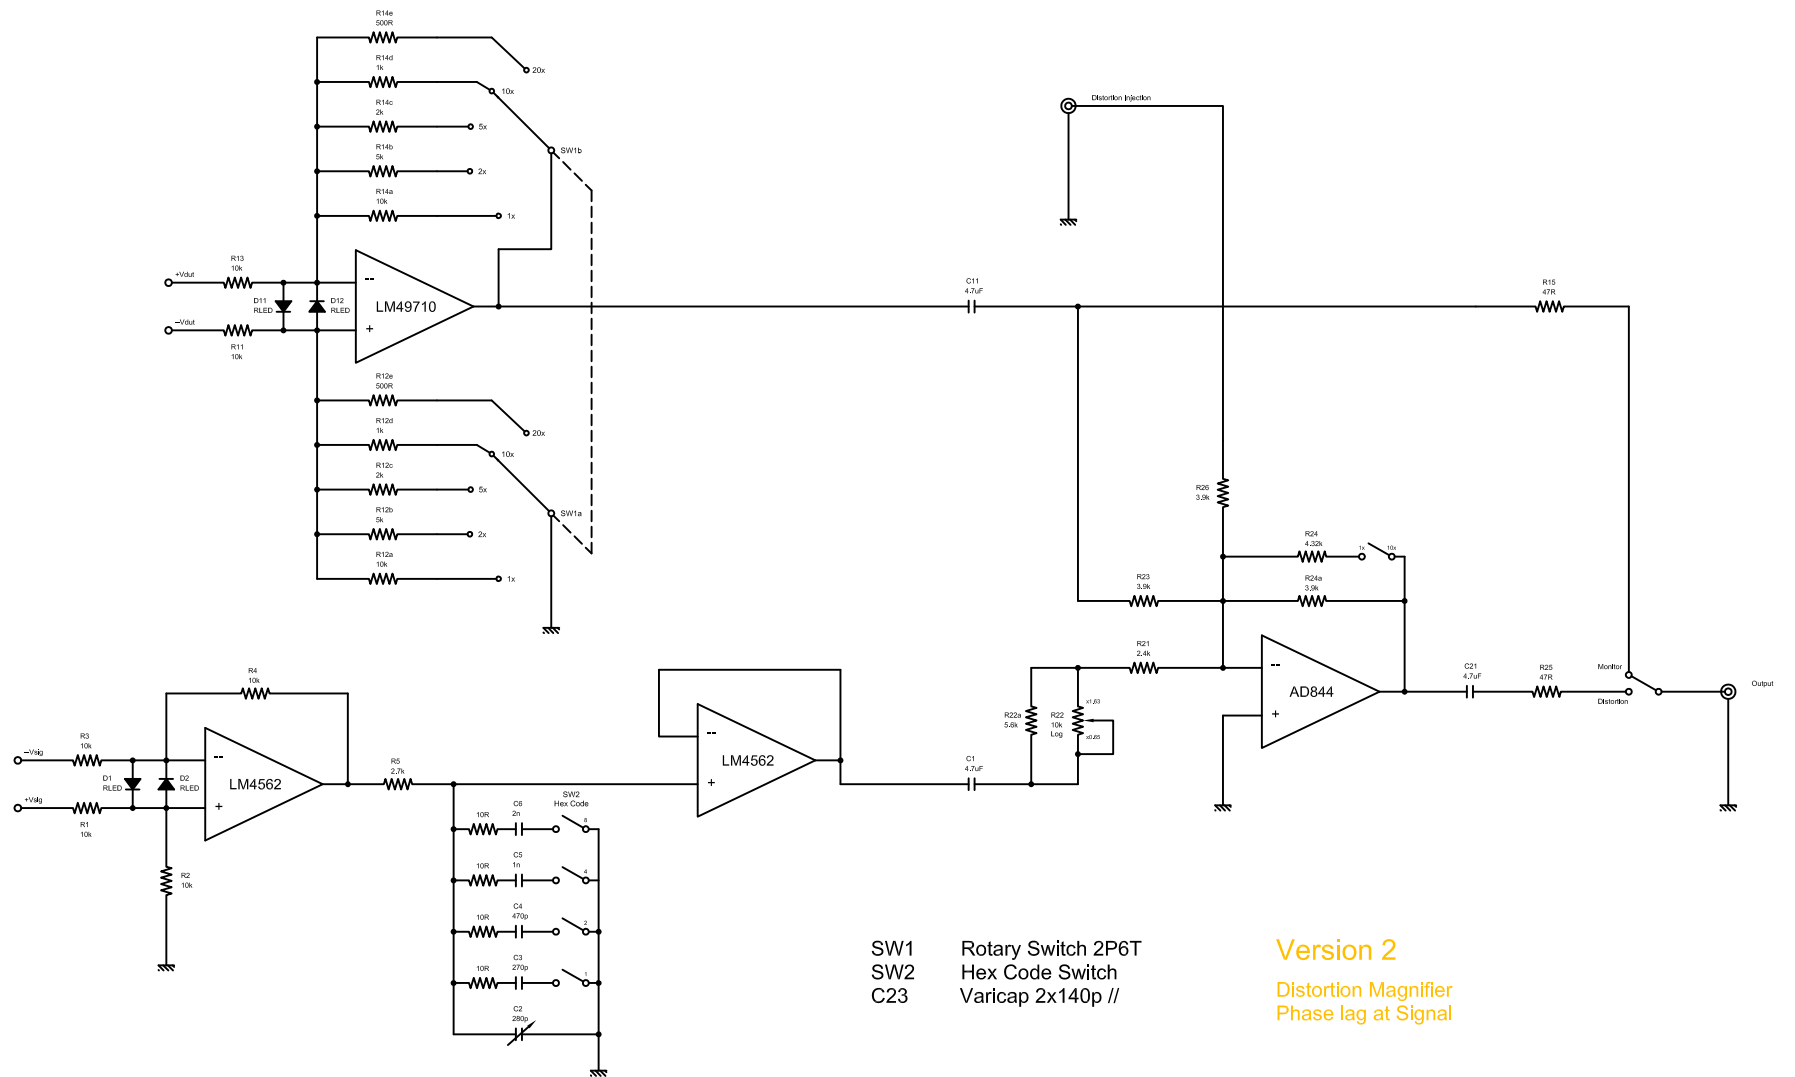 R14e
500R
20x
R14d
1k
10x
R14c
2k
5x
SW1b
R14b
5k
2x
R14a
10k
1x
Distortion Injection
R13
10k
+Vdut
D11
RLED
D12
RLED
--
LM49710
+
–Vdut
R11
10k
C11
4.7uF
R15
47R
R12e
500R
20x
R12d
1k
10x
R12c
2k
5x
SW1a
R12b
5k
2x
R12a
10k
1x
R26
3.9k
R24
4.32k
1x
10x
R23
3.9k
R24a
3.9k
R21
2.4k
--
AD844
+
C21
4.7uF
R25
47R
Monitor
Distortion
Output
R4
10k
R3
10k
–Vsig
D1
RLED
D2
RLED
--
LM4562
+
+Vsig
R1
10k
R2
10k
R5
2.7k
--
LM4562
+
C1
4.7uF
R22a
5.6k
R22
10k
Log
x1.63
x0.65
SW2
Hex Code
10R
C6
2n
8
10R
C5
1n
4
10R
C4
470p
2
10R
C3
270p
1
C2
280p
SW1 Rotary Switch 2P6T
SW2 Hex Code Switch
C23 Varicap 2x140p //
Version 2
Distortion Magnifier
Phase lag at Signal